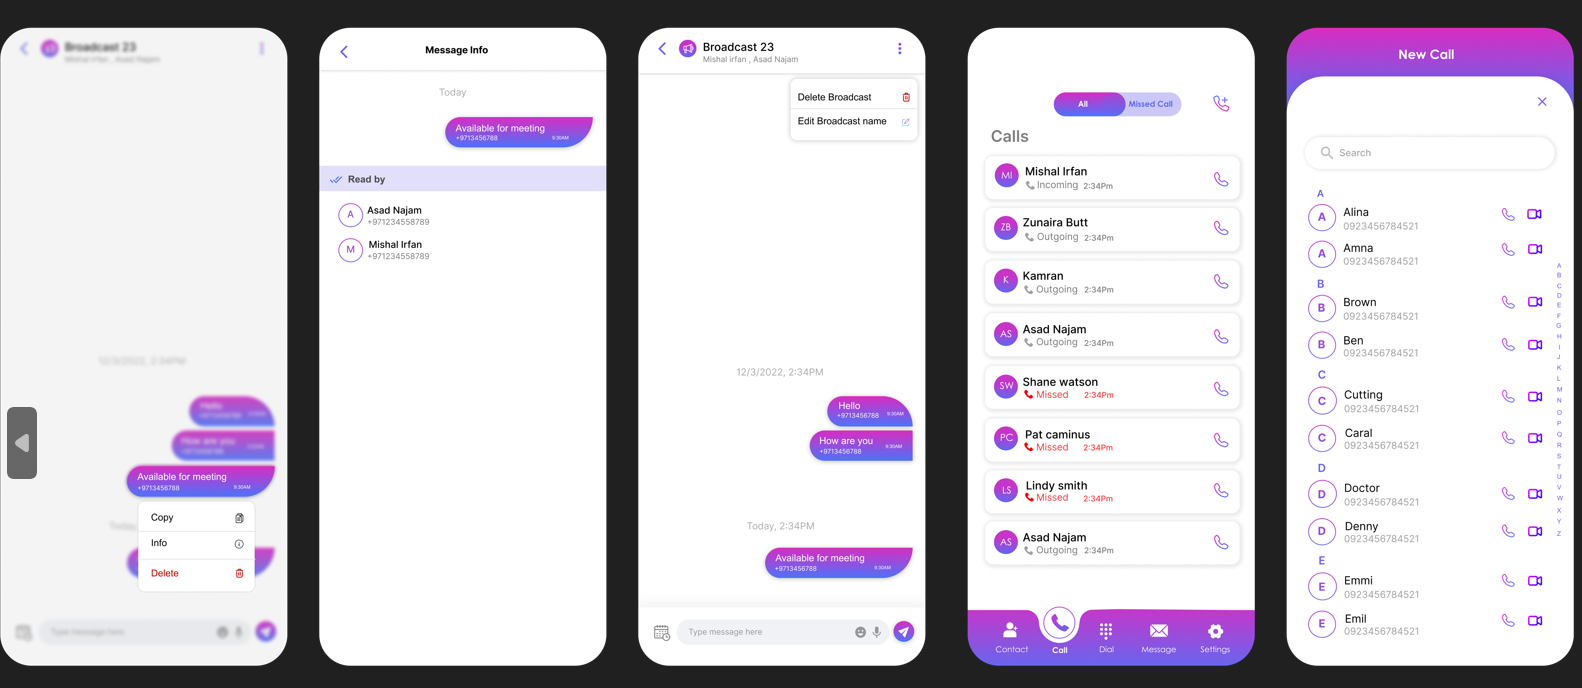 Broadcast 23
Mishal irfan , Asad Najam
12/3/2022, 2:34PM
Hello
How are you
Available for meeting
+9713456788 9:30AM
Today,
Copy
Info
Delete
Type message here
Message Info
Today
Available for meeting
+9713456788 9:30AM
Read by
A
Asad Najam
+971234558789
M
Mishal Irfan
+971234558789
Broadcast 23
Mishal irfan , Asad Najam
Delete Broadcast
Edit Broadcast name
12/3/2022, 2:34PM
Hello
+9713456788 9:30AM
How are you
+9713456788 9:30AM
Today, 2:34PM
Available for meeting
+9713456788 9:30AM
Type message here
All Missed Call
Calls
MI
Mishal Irfan
Incoming 2:34Pm
ZB
Zunaira Butt
Outgoing 2:34Pm
K
Kamran
Outgoing 2:34Pm
AS
Asad Najam
Outgoing 2:34Pm
SW
Shane watson
Missed 2:34Pm
PC
Pat caminus
Missed 2:34Pm
LS
Lindy smith
Missed 2:34Pm
AS
Asad Najam
Outgoing 2:34Pm
Contact Call Dial Message Settings
New Call
Search
A
A
Alina
0923456784521
A
Amna
0923456784521
B
B
Brown
0923456784521
B
Ben
0923456784521
C
C
Cutting
0923456784521
C
Caral
0923456784521
D
D
Doctor
0923456784521
D
Denny
0923456784521
E
E
Emmi
0923456784521
E
Emil
0923456784521
A
B
C
D
E
F
G
H
I
J
K
L
M
N
O
P
Q
R
S
T
U
V
W
X
Y
Z